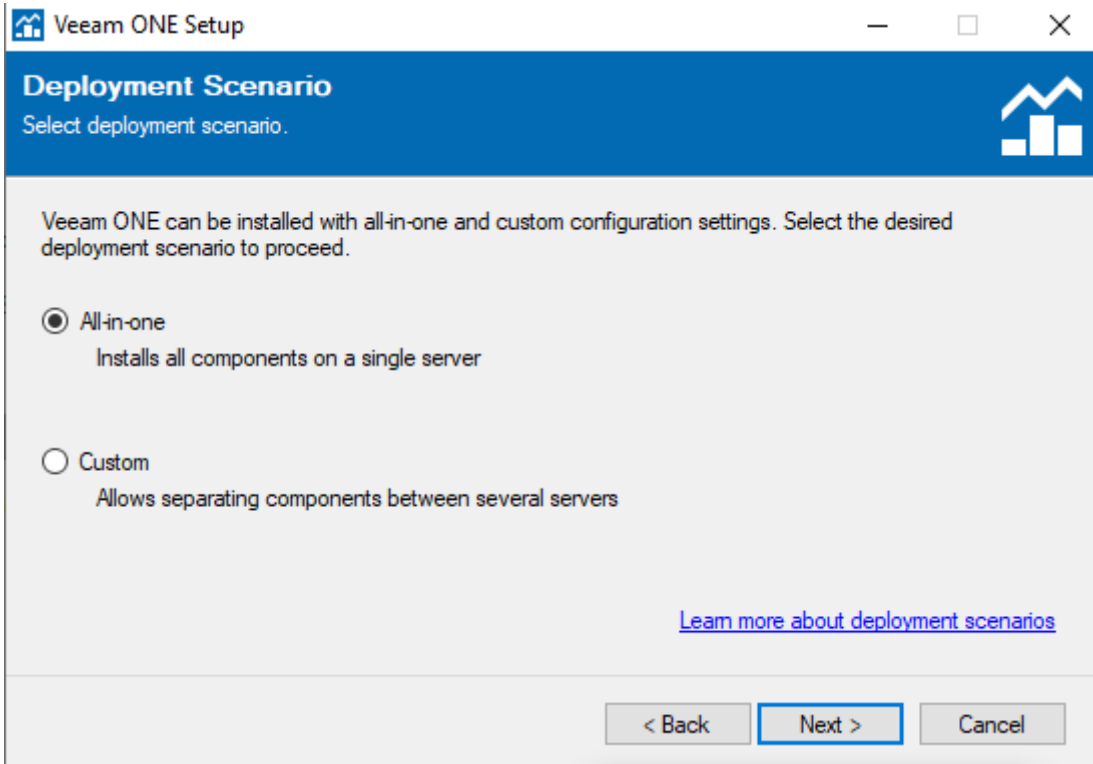 Veeam ONE Setup
Deployment Scenario
Select deployment scenario.
Veeam ONE can be installed with all-in-one and custom configuration settings. Select the desired
deployment scenario to proceed.
All-in-one
Installs all components on a single server
Custom
Allows separating components between several servers
Learn more about deployment scenarios
< Back
Next >
Cancel